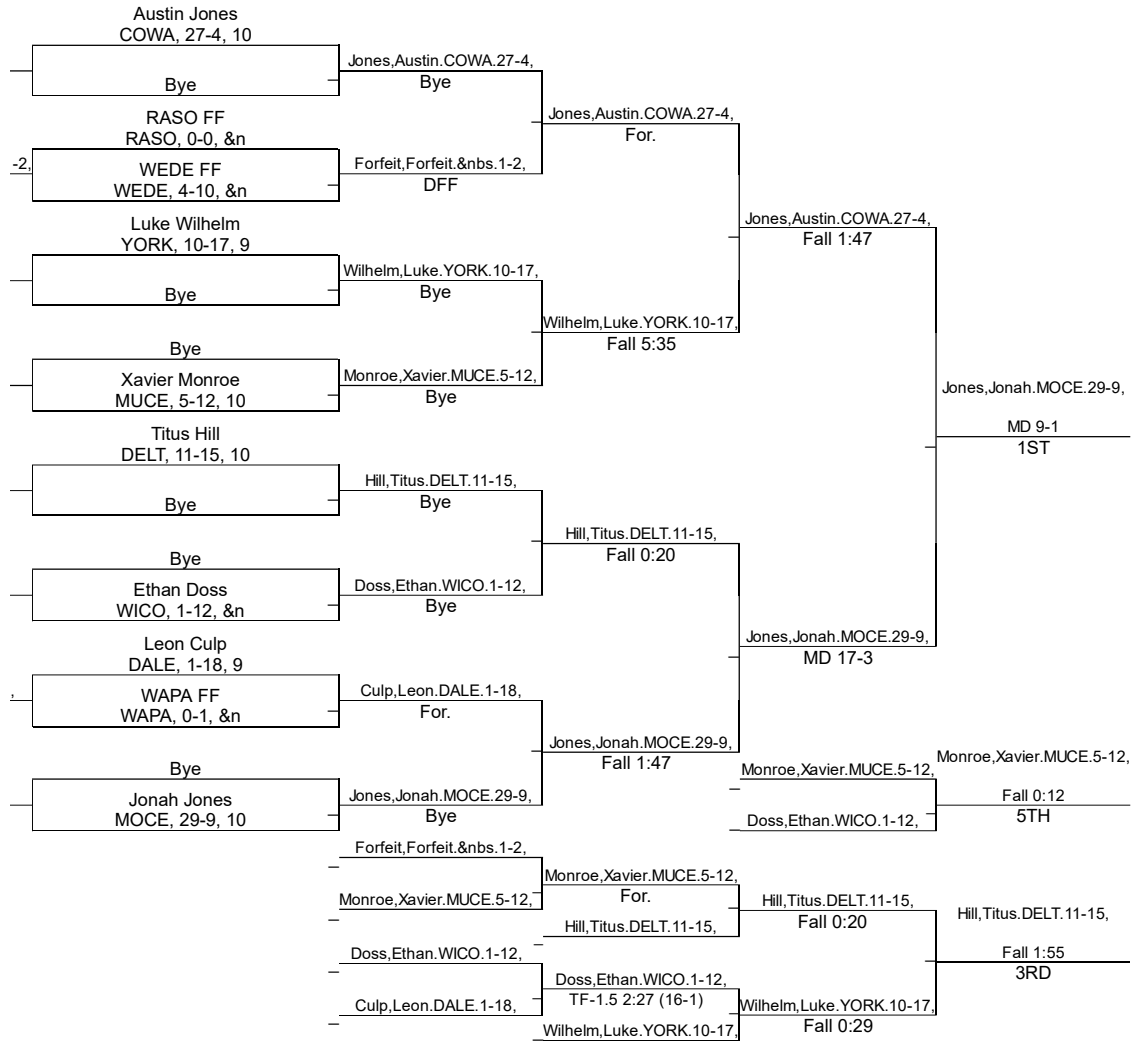 Austin Jones
COWA, 27-4, 10
Bye
Jones,Austin.COWA.27-4,
Bye
RASO FF
RASO, 0-0, &n
-2,
WEDE FF
WEDE, 4-10, &n
Forfeit,Forfeit.&nbs.1-2,
DFF
Jones,Austin.COWA.27-4,
For.
Luke Wilhelm
YORK, 10-17, 9
Bye
Wilhelm,Luke.YORK.10-17,
Bye
Bye
Xavier Monroe
MUCE, 5-12, 10
Monroe,Xavier.MUCE.5-12,
Bye
Wilhelm,Luke.YORK.10-17,
Fall 5:35
Jones,Austin.COWA.27-4,
Fall 1:47
Titus Hill
DELT, 11-15, 10
Bye
Hill,Titus.DELT.11-15,
Bye
Bye
Ethan Doss
WICO, 1-12, &n
Doss,Ethan.WICO.1-12,
Bye
Hill,Titus.DELT.11-15,
Fall 0:20
Leon Culp
DALE, 1-18, 9
,
WAPA FF
WAPA, 0-1, &n
Culp,Leon.DALE.1-18,
For.
Bye
Jonah Jones
MOCE, 29-9, 10
Jones,Jonah.MOCE.29-9,
Bye
Jones,Jonah.MOCE.29-9,
Fall 1:47
Jones,Jonah.MOCE.29-9,
MD 17-3
Jones,Jonah.MOCE.29-9,
MD 9-1
1ST
Monroe,Xavier.MUCE.5-12,
Doss,Ethan.WICO.1-12,
Monroe,Xavier.MUCE.5-12,
Fall 0:12
5TH
Forfeit,Forfeit.&nbs.1-2,
Monroe,Xavier.MUCE.5-12,
Monroe,Xavier.MUCE.5-12,
For.
Hill,Titus.DELT.11-15,
Hill,Titus.DELT.11-15,
Fall 0:20
Doss,Ethan.WICO.1-12,
Culp,Leon.DALE.1-18,
Doss,Ethan.WICO.1-12,
TF-1.5 2:27 (16-1)
Wilhelm,Luke.YORK.10-17,
Wilhelm,Luke.YORK.10-17,
Fall 0:29
Hill,Titus.DELT.11-15,
Fall 1:55
3RD